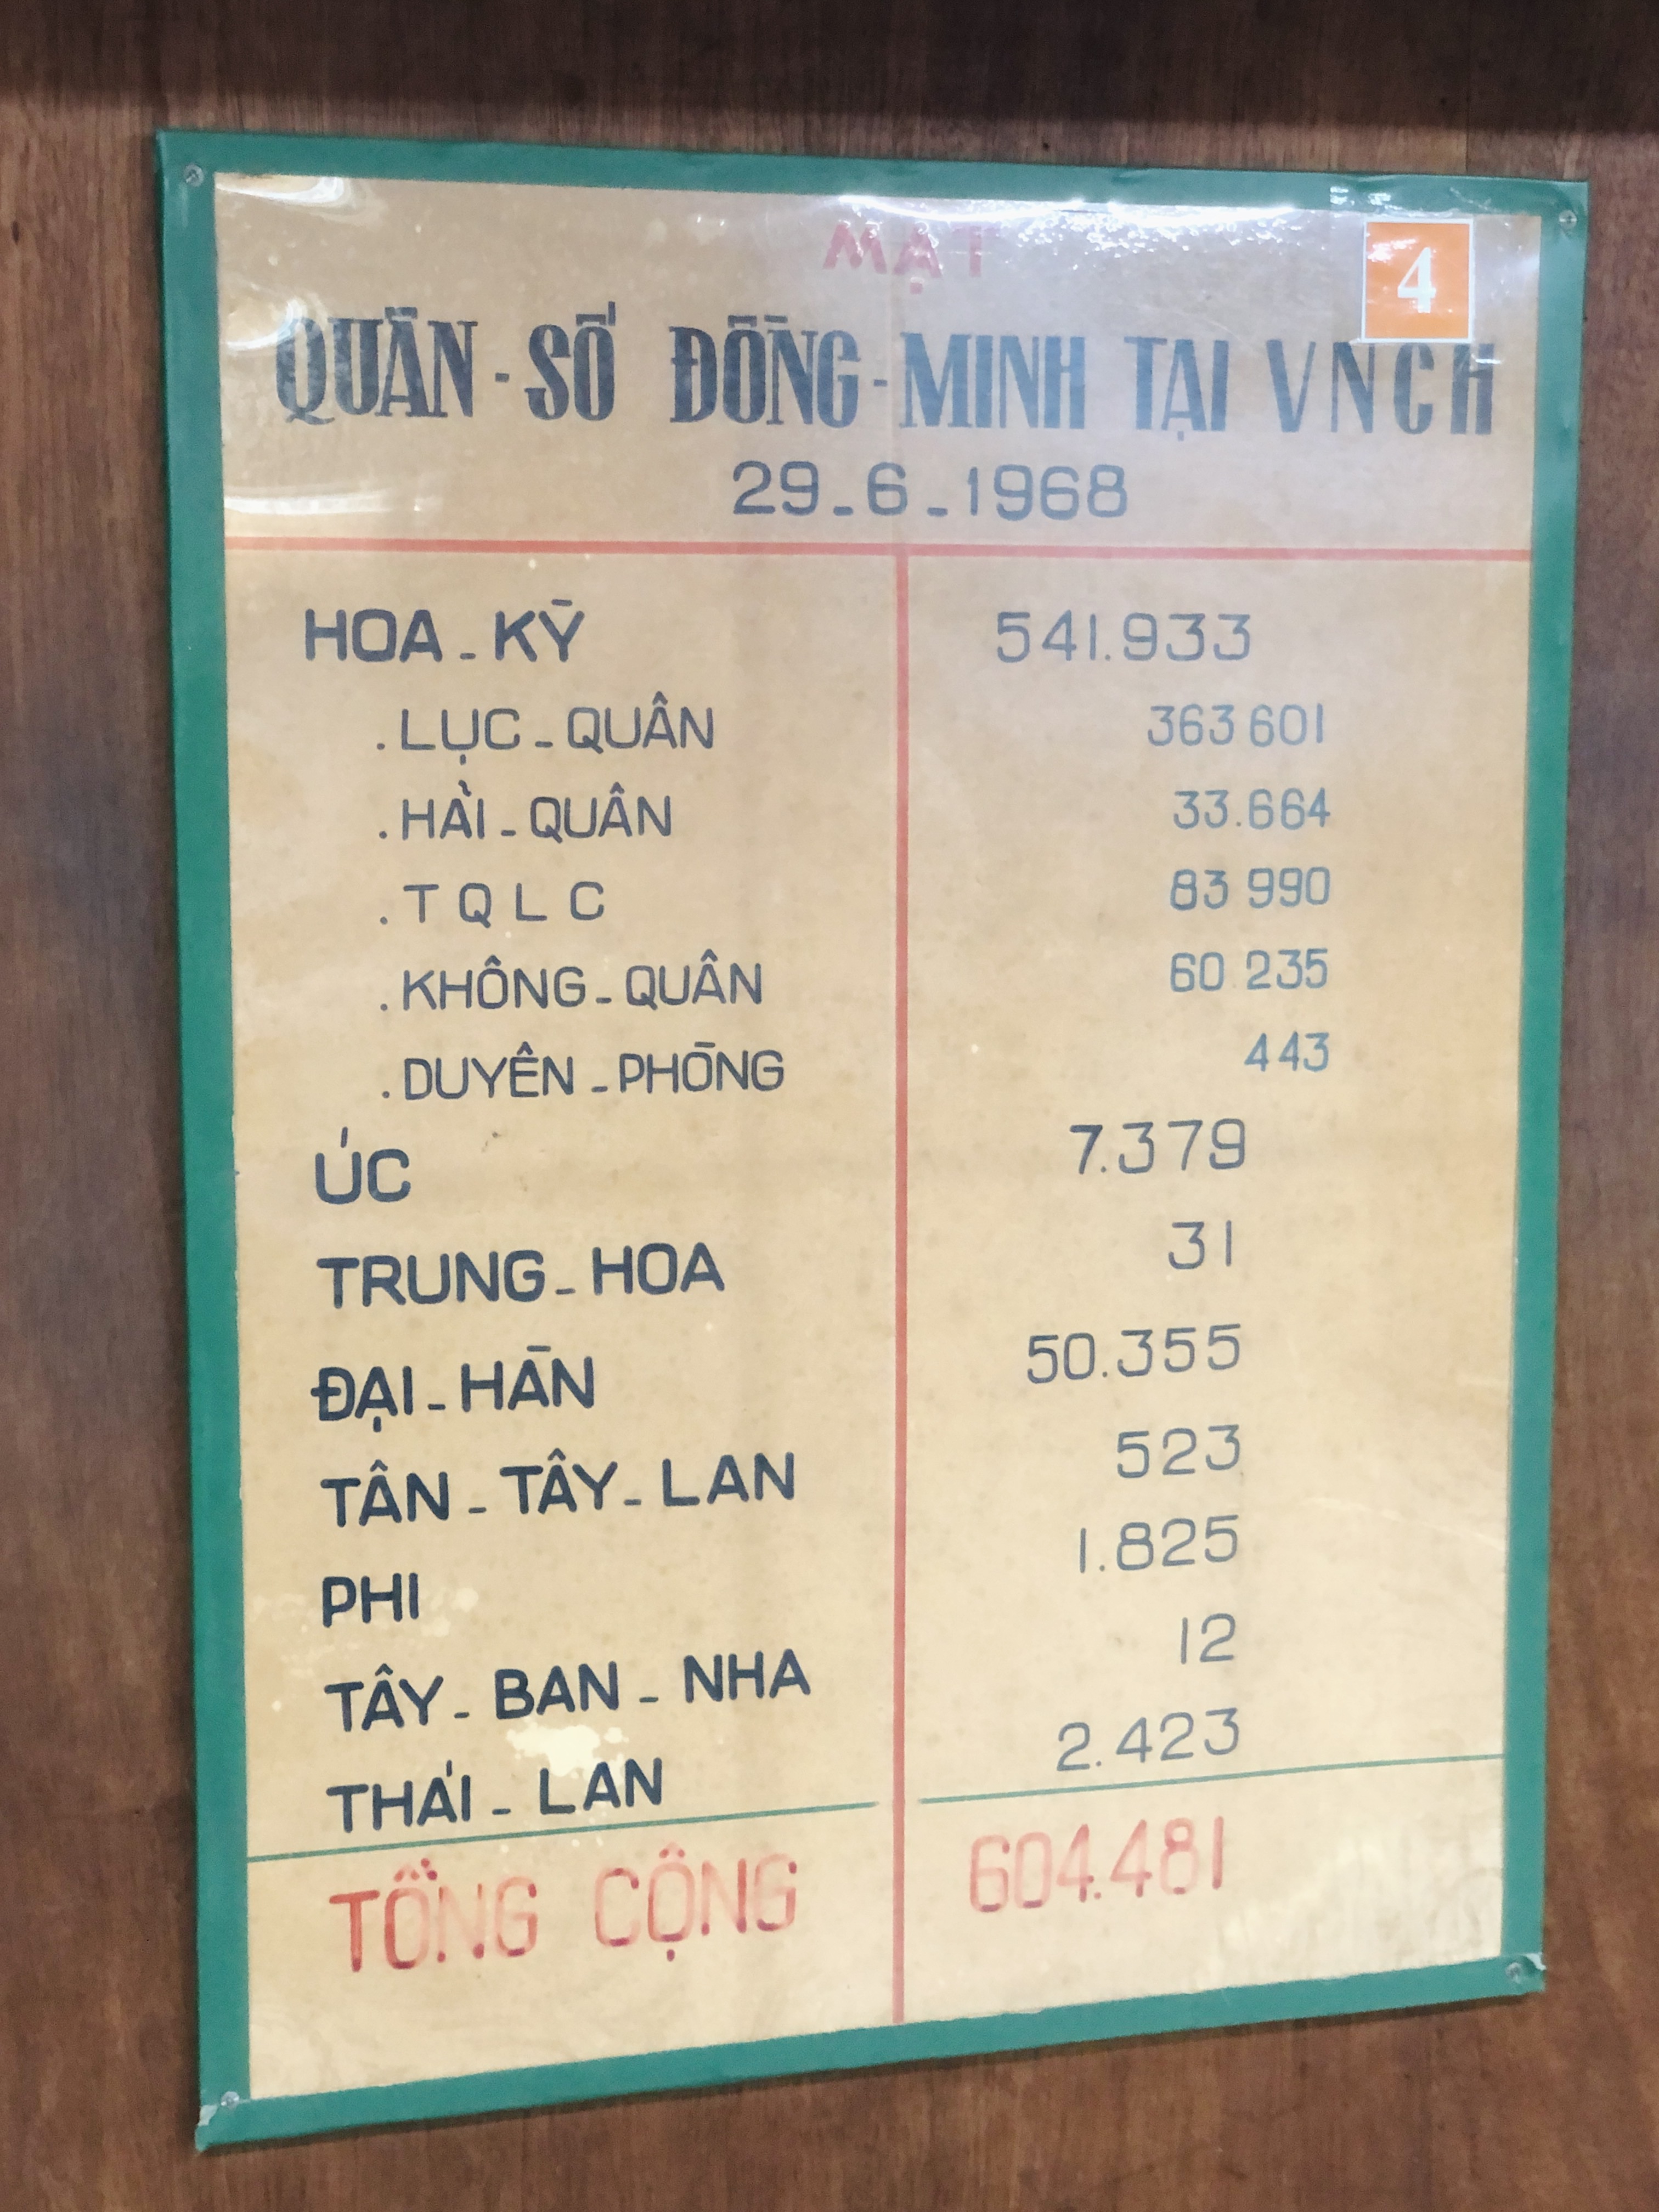 MẬT
4
QUÂN-SỐ ĐỒNG-MINH TẠI VNCH
29-6-1968
HOA-KỲ 541.933
.LỤC-QUÂN 363 601
.HẢI-QUÂN 33.664
.TQLC 83 990
.KHÔNG-QUÂN 60 235
.DUYÊN-PHÒNG 443
ÚC 7.379
TRUNG-HOA 31
ĐẠI-HÀN 50.355
TÂN-TÂY-LAN 523
PHI 1.825
TÂY-BAN-NHA 12
THÁI-LAN 2.423
TỔNG CỘNG 604.481